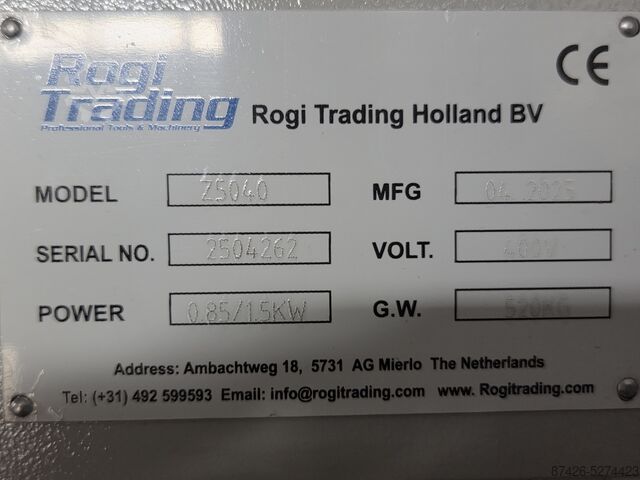 Rogi
Trading
Professional Tools & Machinery
CE
Rogi Trading Holland BV
MODEL Z5040 MFG 04.2025
SERIAL NO. 2504262 VOLT. 400V
POWER 0.85/1.5KW G.W. 520KG
Address: Ambachtweg 18, 5731 AG Mierlo The Netherlands
Tel: (+31) 492 599593 Email: info@rogitrading.com www. Rogitrading.com
87426-5274423